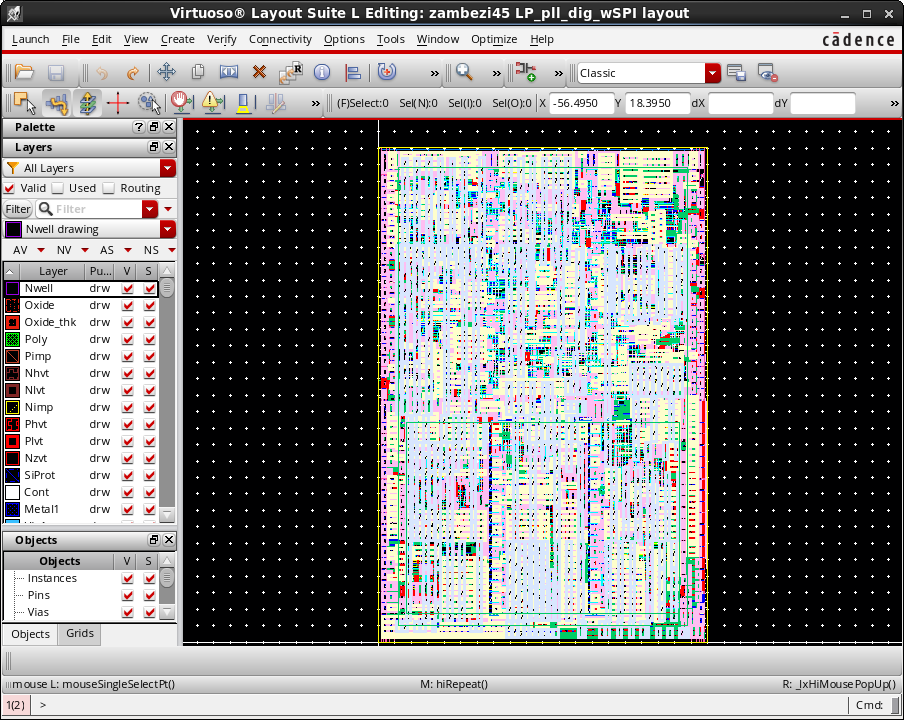 Virtuoso® Layout Suite L Editing: zambezi45 LP_pll_dig_wSPI layout
Launch File Edit View Create Verify Connectivity Options Tools Window Optimize Help cādence
» » » Classic
» (F)Select:0 Sel(N):0 Sel(I):0 Sel(O):0 X -56.4950 Y 18.3950 dX dY »
Palette
Layers
All Layers
Valid Used Routing
Filter Filter
Nwell drawing
AV NV AS NS
Layer Pu... V S
Nwell drw
Oxide drw
Oxide_thk drw
Poly drw
Pimp drw
Nhvt drw
Nlvt drw
Nimp drw
Phvt drw
Plvt drw
Nzvt drw
SiProt drw
Cont drw
Metal1 drw
Objects
Objects V S
Instances
Pins
Vias
Objects Grids
mouse L: mouseSingleSelectPt() M: hiRepeat() R: _lxHiMousePopUp()
1(2) > Cmd: